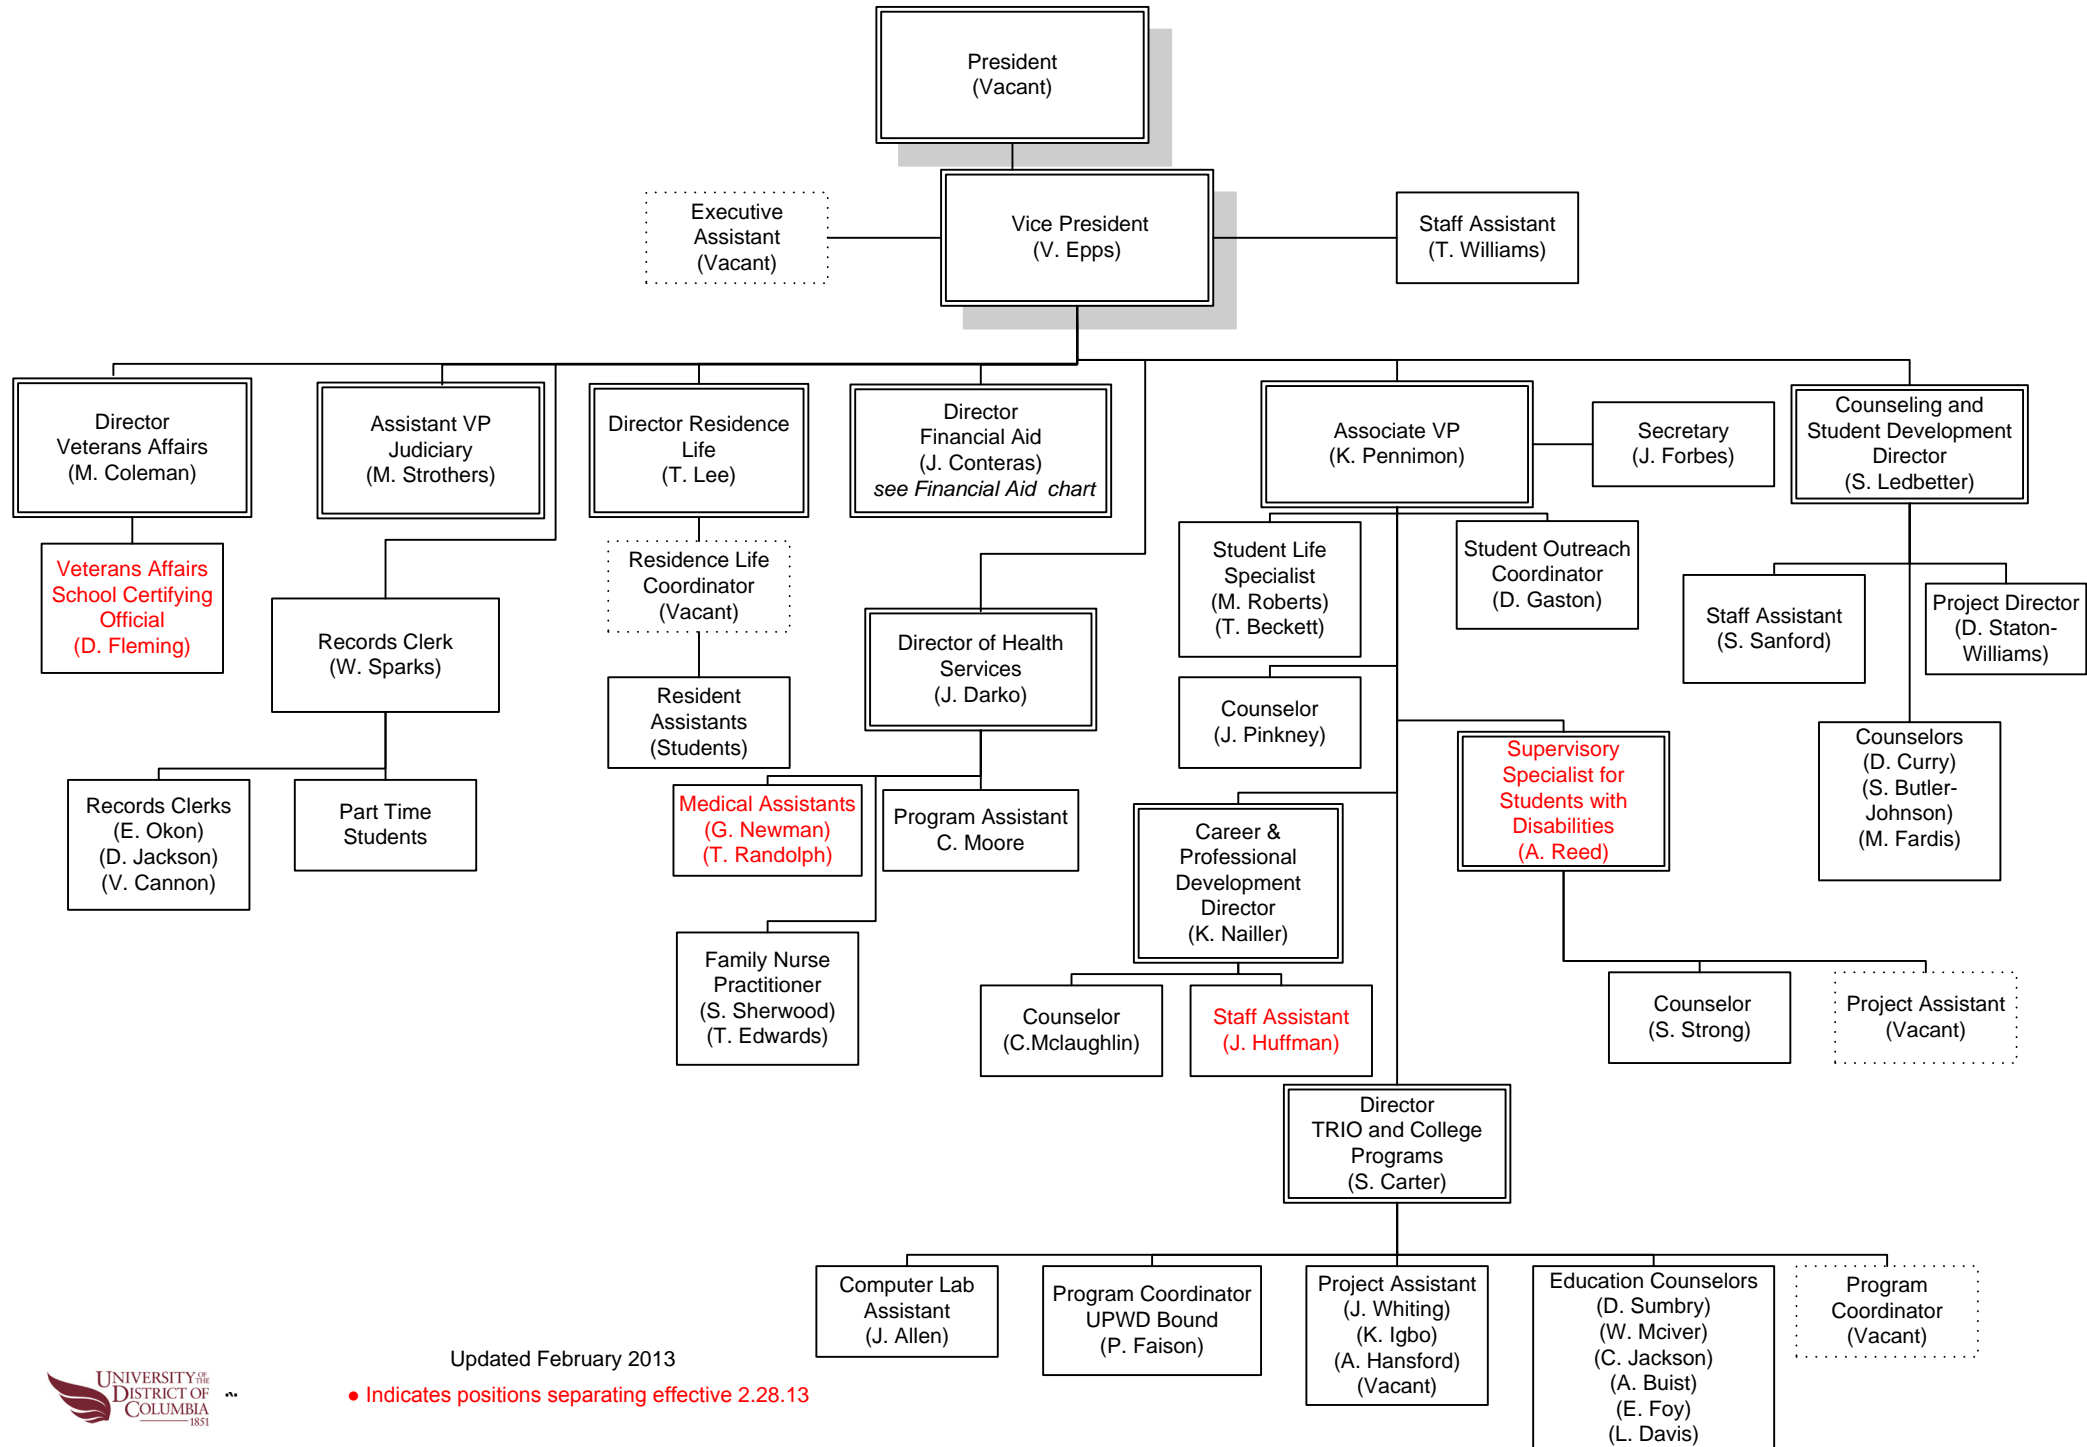 President
(Vacant)
Executive
Assistant
(Vacant)
Vice President
(V. Epps)
Staff Assistant
(T. Williams)
Director
Veterans Affairs
(M. Coleman)
Assistant VP
Judiciary
(M. Strothers)
Director Residence
Life
(T. Lee)
Director
Financial Aid
(J. Conteras)
see Financial Aid chart
Associate VP
(K. Pennimon)
Secretary
(J. Forbes)
Counseling and
Student Development
Director
(S. Ledbetter)
Veterans Affairs
School Certifying
Official
(D. Fleming)
Records Clerk
(W. Sparks)
Residence Life
Coordinator
(Vacant)
Director of Health
Services
(J. Darko)
Student Life
Specialist
(M. Roberts)
(T. Beckett)
Student Outreach
Coordinator
(D. Gaston)
Staff Assistant
(S. Sanford)
Project Director
(D. Staton-
Williams)
Resident
Assistants
(Students)
Counselor
(J. Pinkney)
Supervisory
Specialist for
Students with
Disabilities
(A. Reed)
Counselors
(D. Curry)
(S. Butler-
Johnson)
(M. Fardis)
Records Clerks
(E. Okon)
(D. Jackson)
(V. Cannon)
Part Time
Students
Medical Assistants
(G. Newman)
(T. Randolph)
Program Assistant
C. Moore
Career &
Professional
Development
Director
(K. Nailler)
Family Nurse
Practitioner
(S. Sherwood)
(T. Edwards)
Counselor
(C.Mclaughlin)
Staff Assistant
(J. Huffman)
Counselor
(S. Strong)
Project Assistant
(Vacant)
Director
TRIO and College
Programs
(S. Carter)
Computer Lab
Assistant
(J. Allen)
Program Coordinator
UPWD Bound
(P. Faison)
Project Assistant
(J. Whiting)
(K. Igbo)
(A. Hansford)
(Vacant)
Education Counselors
(D. Sumbry)
(W. Mciver)
(C. Jackson)
(A. Buist)
(E. Foy)
(L. Davis)
Program
Coordinator
(Vacant)
UNIVERSITY OF THE
DISTRICT OF
COLUMBIA
1851
Updated February 2013
● Indicates positions separating effective 2.28.13